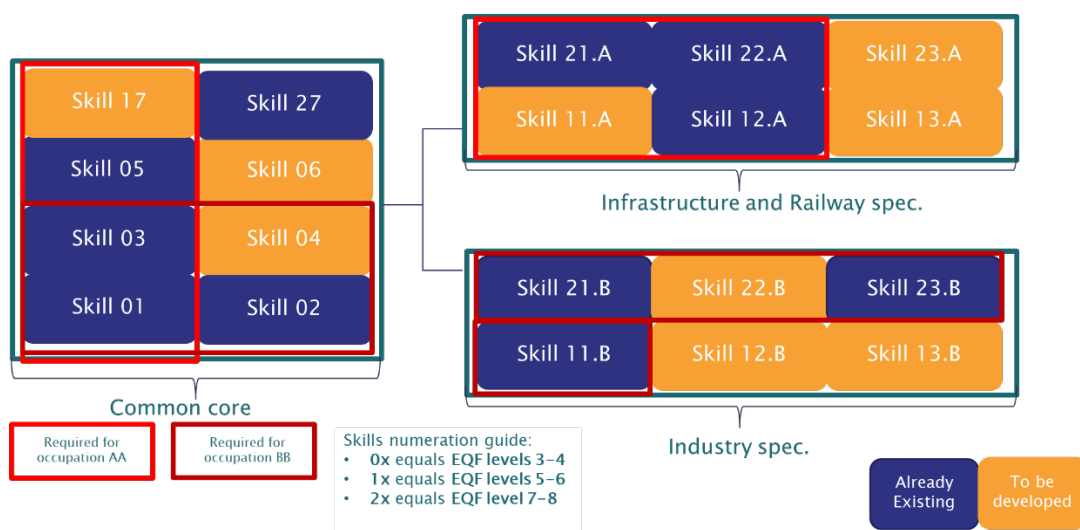 Skill 17
Skill 27
Skill 05
Skill 06
Skill 03
Skill 04
Skill 01
Skill 02
Common core
Skill 21.A
Skill 22.A
Skill 23.A
Skill 11.A
Skill 12.A
Skill 13.A
Infrastructure and Railway spec.
Skill 21.B
Skill 22.B
Skill 23.B
Skill 11.B
Skill 12.B
Skill 13.B
Industry spec.
Required for
occupation AA
Required for
occupation BB
Skills numeration guide:
• 0x equals EQF levels 3-4
• 1x equals EQF levels 5-6
• 2x equals EQF level 7-8
Already
Existing
To be
developed